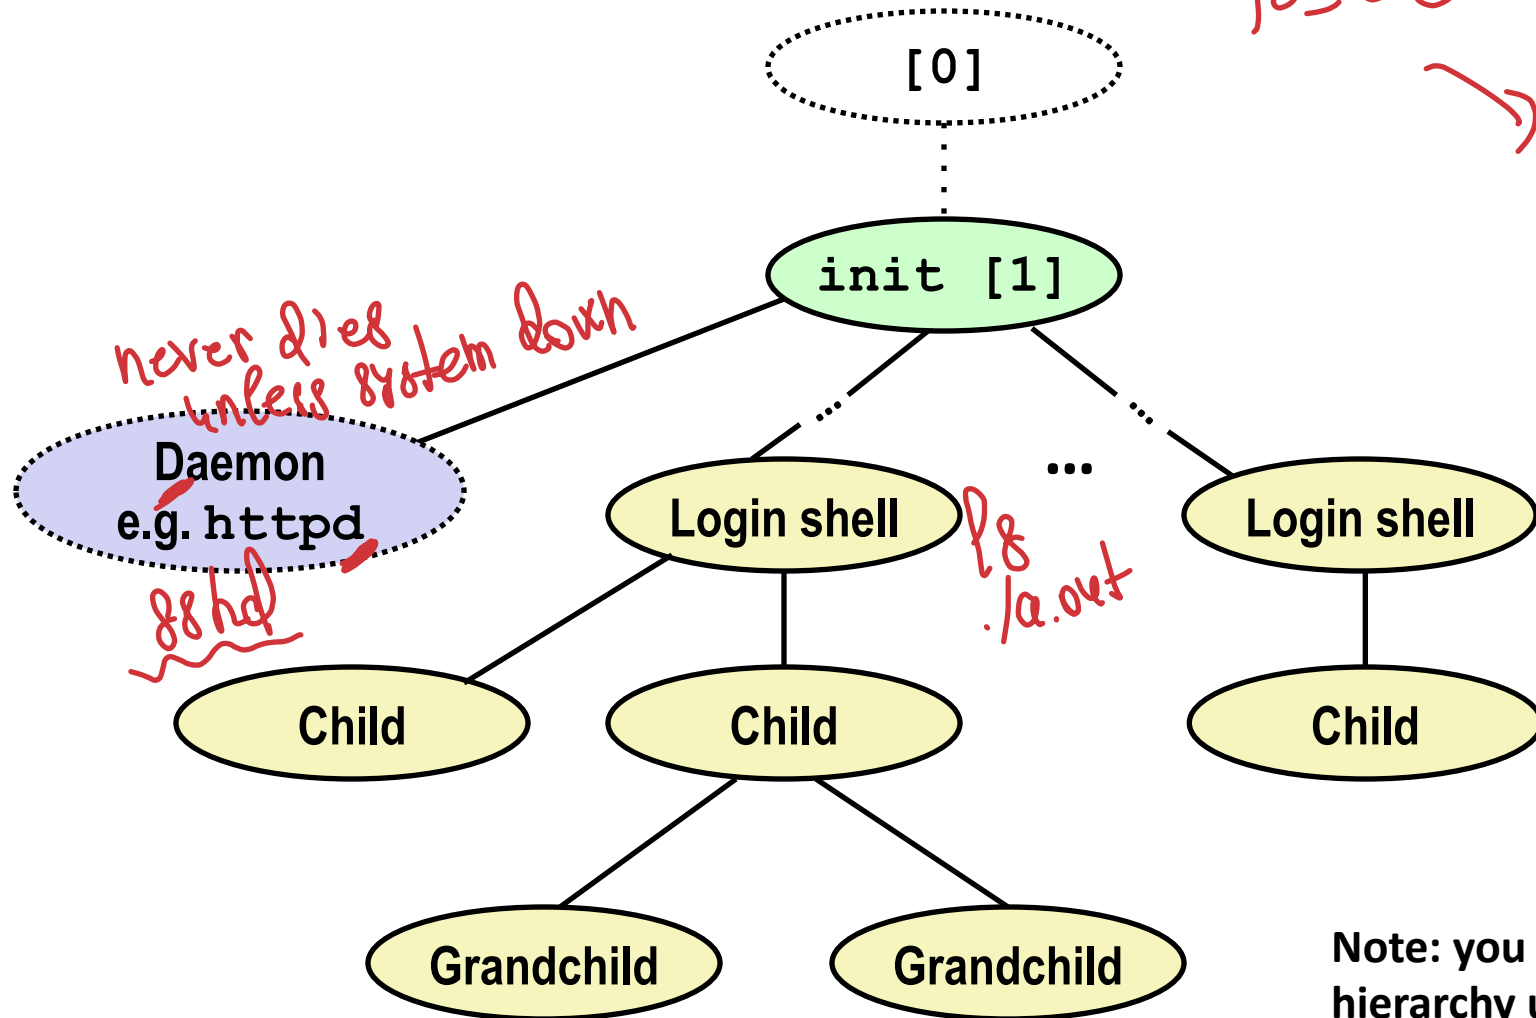 [0]
init [1]
never dies
unless system down
Daemon
e.g. httpd
sshd
Login shell
...
Login shell
./a.out
Child
Child
Child
Grandchild
Grandchild
Note: you
hierarchy